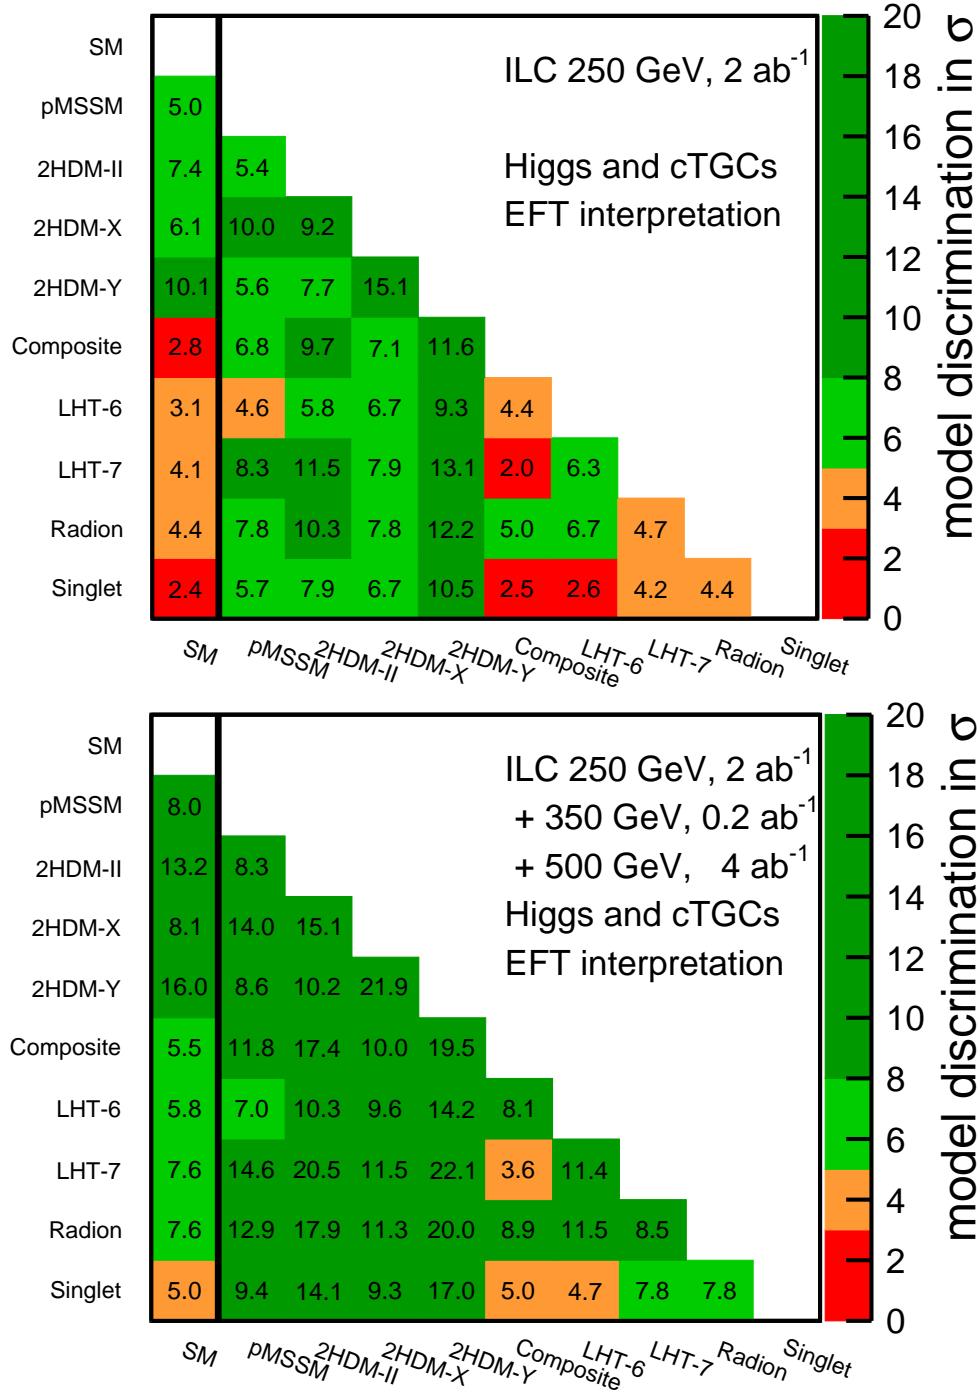 ILC 250 GeV, 2 ab-1
Higgs and cTGCs
EFT interpretation
SM
pMSSM 5.0
2HDM-II 7.4 5.4
2HDM-X 6.1 10.0 9.2
2HDM-Y 10.1 5.6 7.7 15.1
Composite 2.8 6.8 9.7 7.1 11.6
LHT-6 3.1 4.6 5.8 6.7 9.3 4.4
LHT-7 4.1 8.3 11.5 7.9 13.1 2.0 6.3
Radion 4.4 7.8 10.3 7.8 12.2 5.0 6.7 4.7
Singlet 2.4 5.7 7.9 6.7 10.5 2.5 2.6 4.2 4.4
SM pMSSM 2HDM-II 2HDM-X 2HDM-Y Composite LHT-6 LHT-7 Radion Singlet
20
18
16
14
12
10
8
6
4
2
0
model discrimination in σ
ILC 250 GeV, 2 ab-1
+ 350 GeV, 0.2 ab-1
+ 500 GeV, 4 ab-1
Higgs and cTGCs
EFT interpretation
SM
pMSSM 8.0
2HDM-II 13.2 8.3
2HDM-X 8.1 14.0 15.1
2HDM-Y 16.0 8.6 10.2 21.9
Composite 5.5 11.8 17.4 10.0 19.5
LHT-6 5.8 7.0 10.3 9.6 14.2 8.1
LHT-7 7.6 14.6 20.5 11.5 22.1 3.6 11.4
Radion 7.6 12.9 17.9 11.3 20.0 8.9 11.5 8.5
Singlet 5.0 9.4 14.1 9.3 17.0 5.0 4.7 7.8 7.8
SM pMSSM 2HDM-II 2HDM-X 2HDM-Y Composite LHT-6 LHT-7 Radion Singlet
20
18
16
14
12
10
8
6
4
2
0
model discrimination in σ